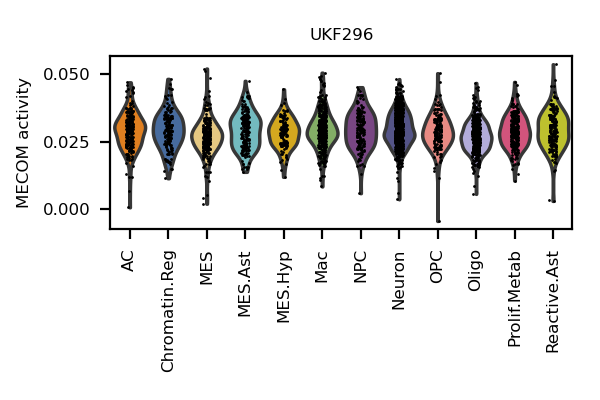 UKF296
MECOM activity
0.050
0.025
0.000
AC
Chromatin.Reg
MES
MES.Ast
MES.Hyp
Mac
NPC
Neuron
OPC
Oligo
Prolif.Metab
Reactive.Ast